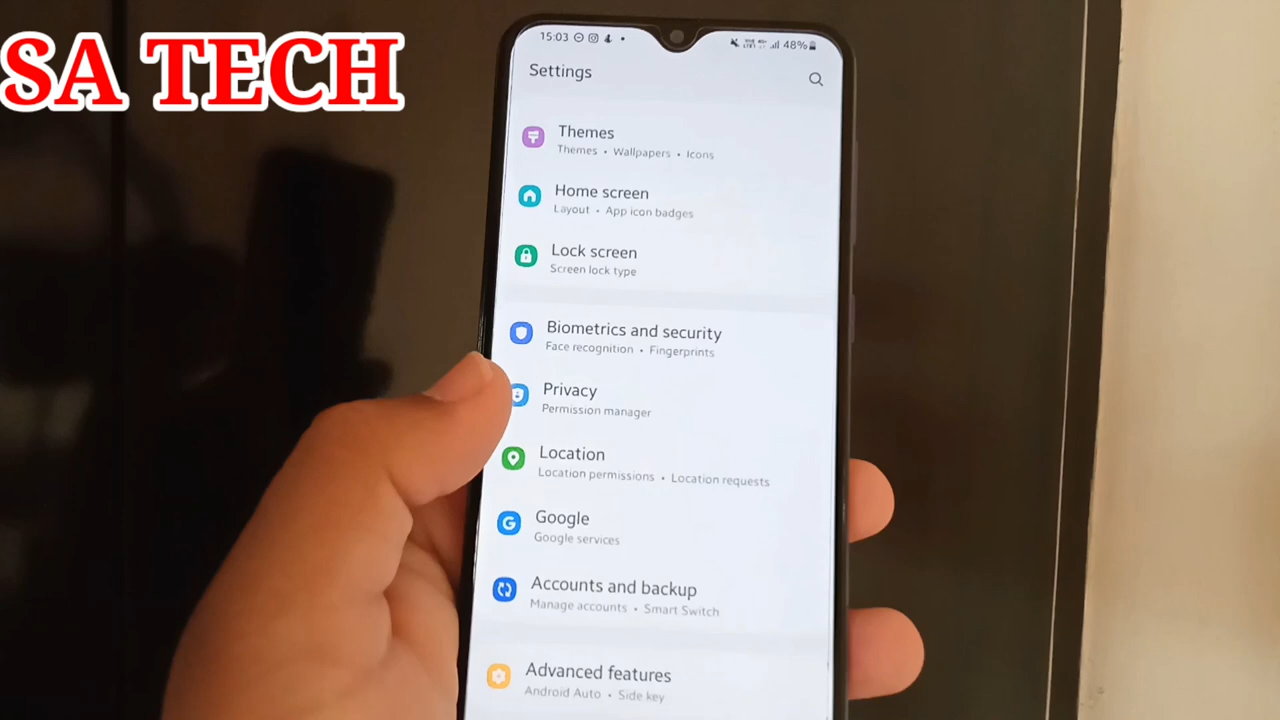 SA TECH
15:03
48%
Settings
Themes
Themes • Wallpapers • Icons
Home screen
Layout • App icon badges
Lock screen
Screen lock type
Biometrics and security
Face recognition • Fingerprints
Privacy
Permission manager
Location
Location permissions • Location requests
Google
Google services
Accounts and backup
Manage accounts • Smart Switch
Advanced features
Android Auto • Side key